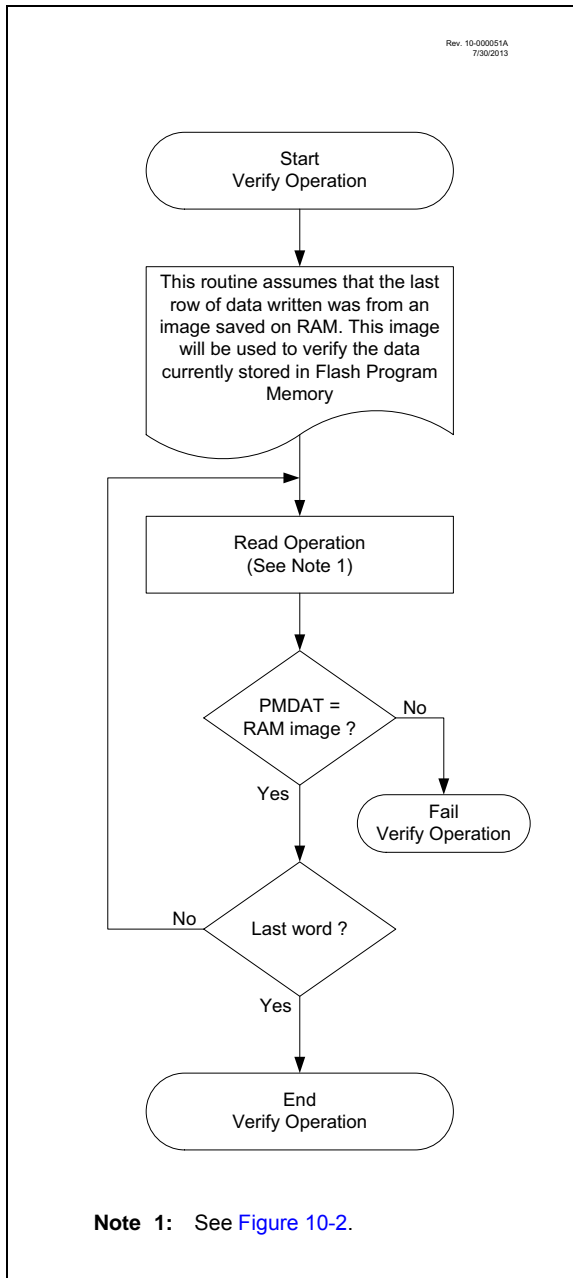 Rev. 10-000051A
7/30/2013
Start
Verify Operation
This routine assumes that the last
row of data written was from an
image saved on RAM. This image
will be used to verify the data
currently stored in Flash Program
Memory
Read Operation
(See Note 1)
PMDAT =
RAM image ?
No
Yes
Fail
Verify Operation
No
Last word ?
Yes
End
Verify Operation
Note 1: See Figure 10-2.